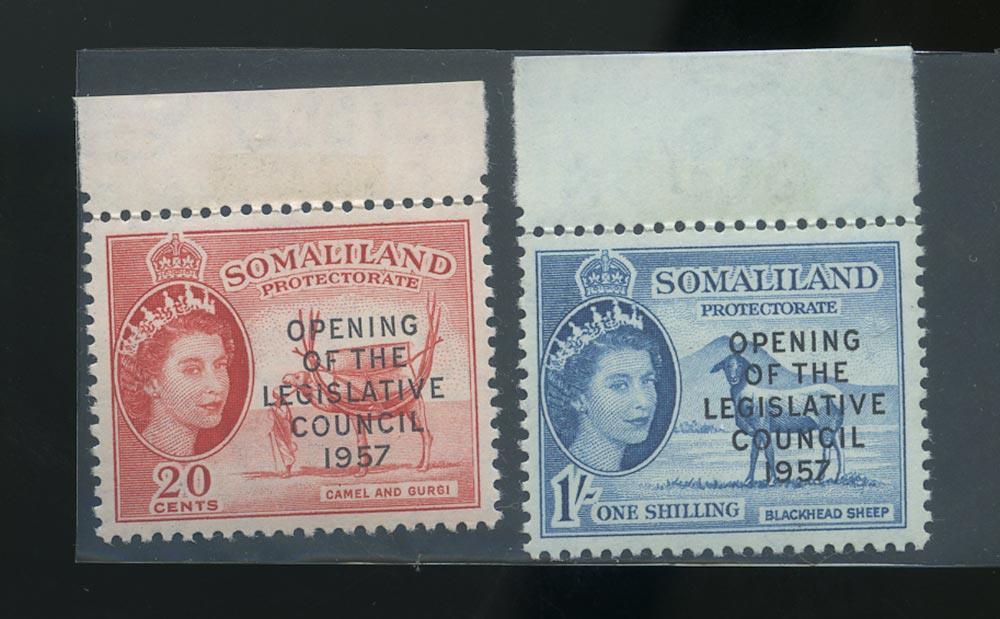 SOMALILAND
PROTECTORATE
OPENING
OF THE
LEGISLATIVE
COUNCIL
1957
20
CENTS
CAMEL AND GURGI
SOMALILAND
PROTECTORATE
OPENING
OF THE
LEGISLATIVE
COUNCIL
1957
1/-
ONE SHILLING
BLACKHEAD SHEEP